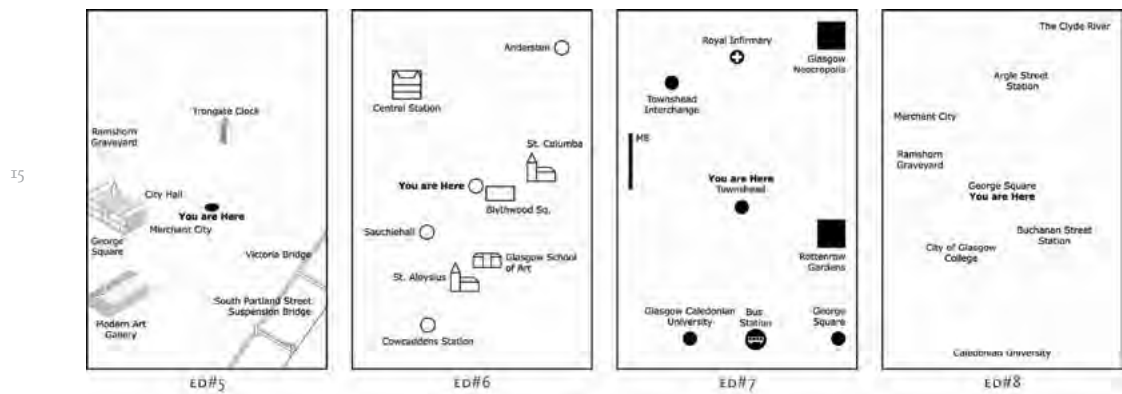 15
Trongate Clock
Ramshorn
Graveyard
City Hall
You are Here
Merchant City
George
Square
Victoria Bridge
South Portland Street
Suspension Bridge
Modern Art
Gallery
ED#5
Andersten
Central Station
St. Columba
You are Here
Blythwood Sq.
Sauchiehall
Glasgow School
of Art
St. Aloysius
Cowcaddens Station
ED#6
Royal Infirmary
Glasgow
Neocropolis
Townshead
Interchange
M8
You are Here
Townshead
Rottenrow
Gardens
Glasgow Caledonian
University
Bus
Station
George
Square
ED#7
The Clyde River
Argle Street
Station
Merchant City
Ramshorn
Graveyard
George Square
You are Here
Buchanan Street
Station
City of Glasgow
College
Caledonian University
ED#8